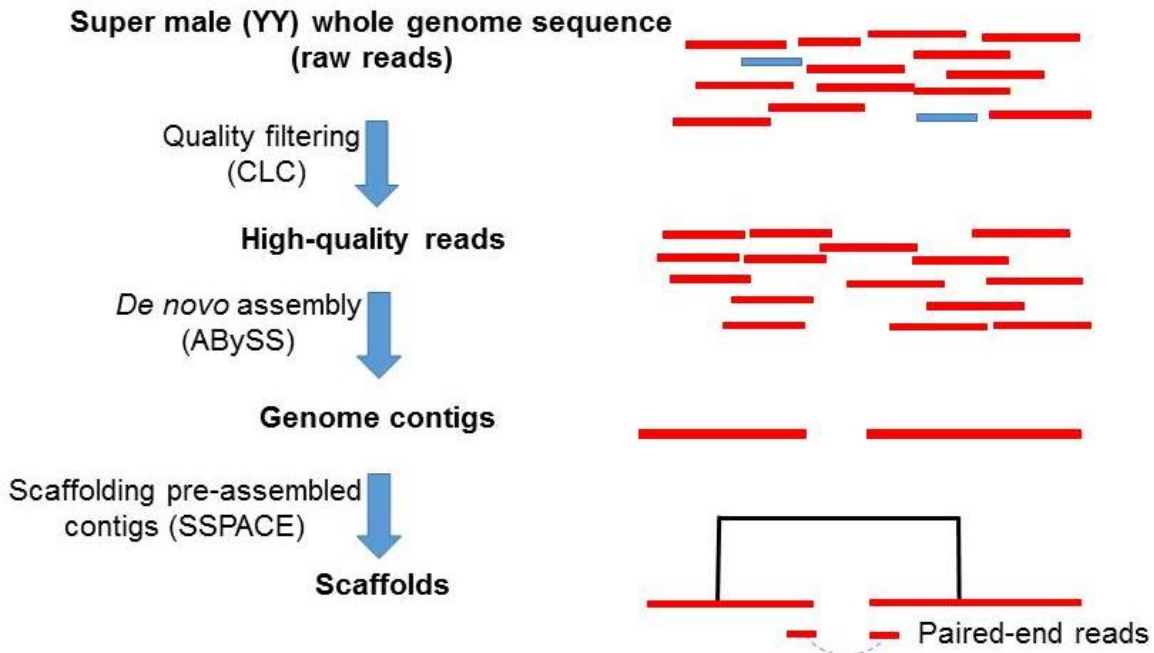 Super male (YY) whole genome sequence
(raw reads)
Quality filtering
(CLC)
High-quality reads
De novo assembly
(ABySS)
Genome contigs
Scaffolding pre-assembled
contigs (SSPACE)
Scaffolds
Paired-end reads